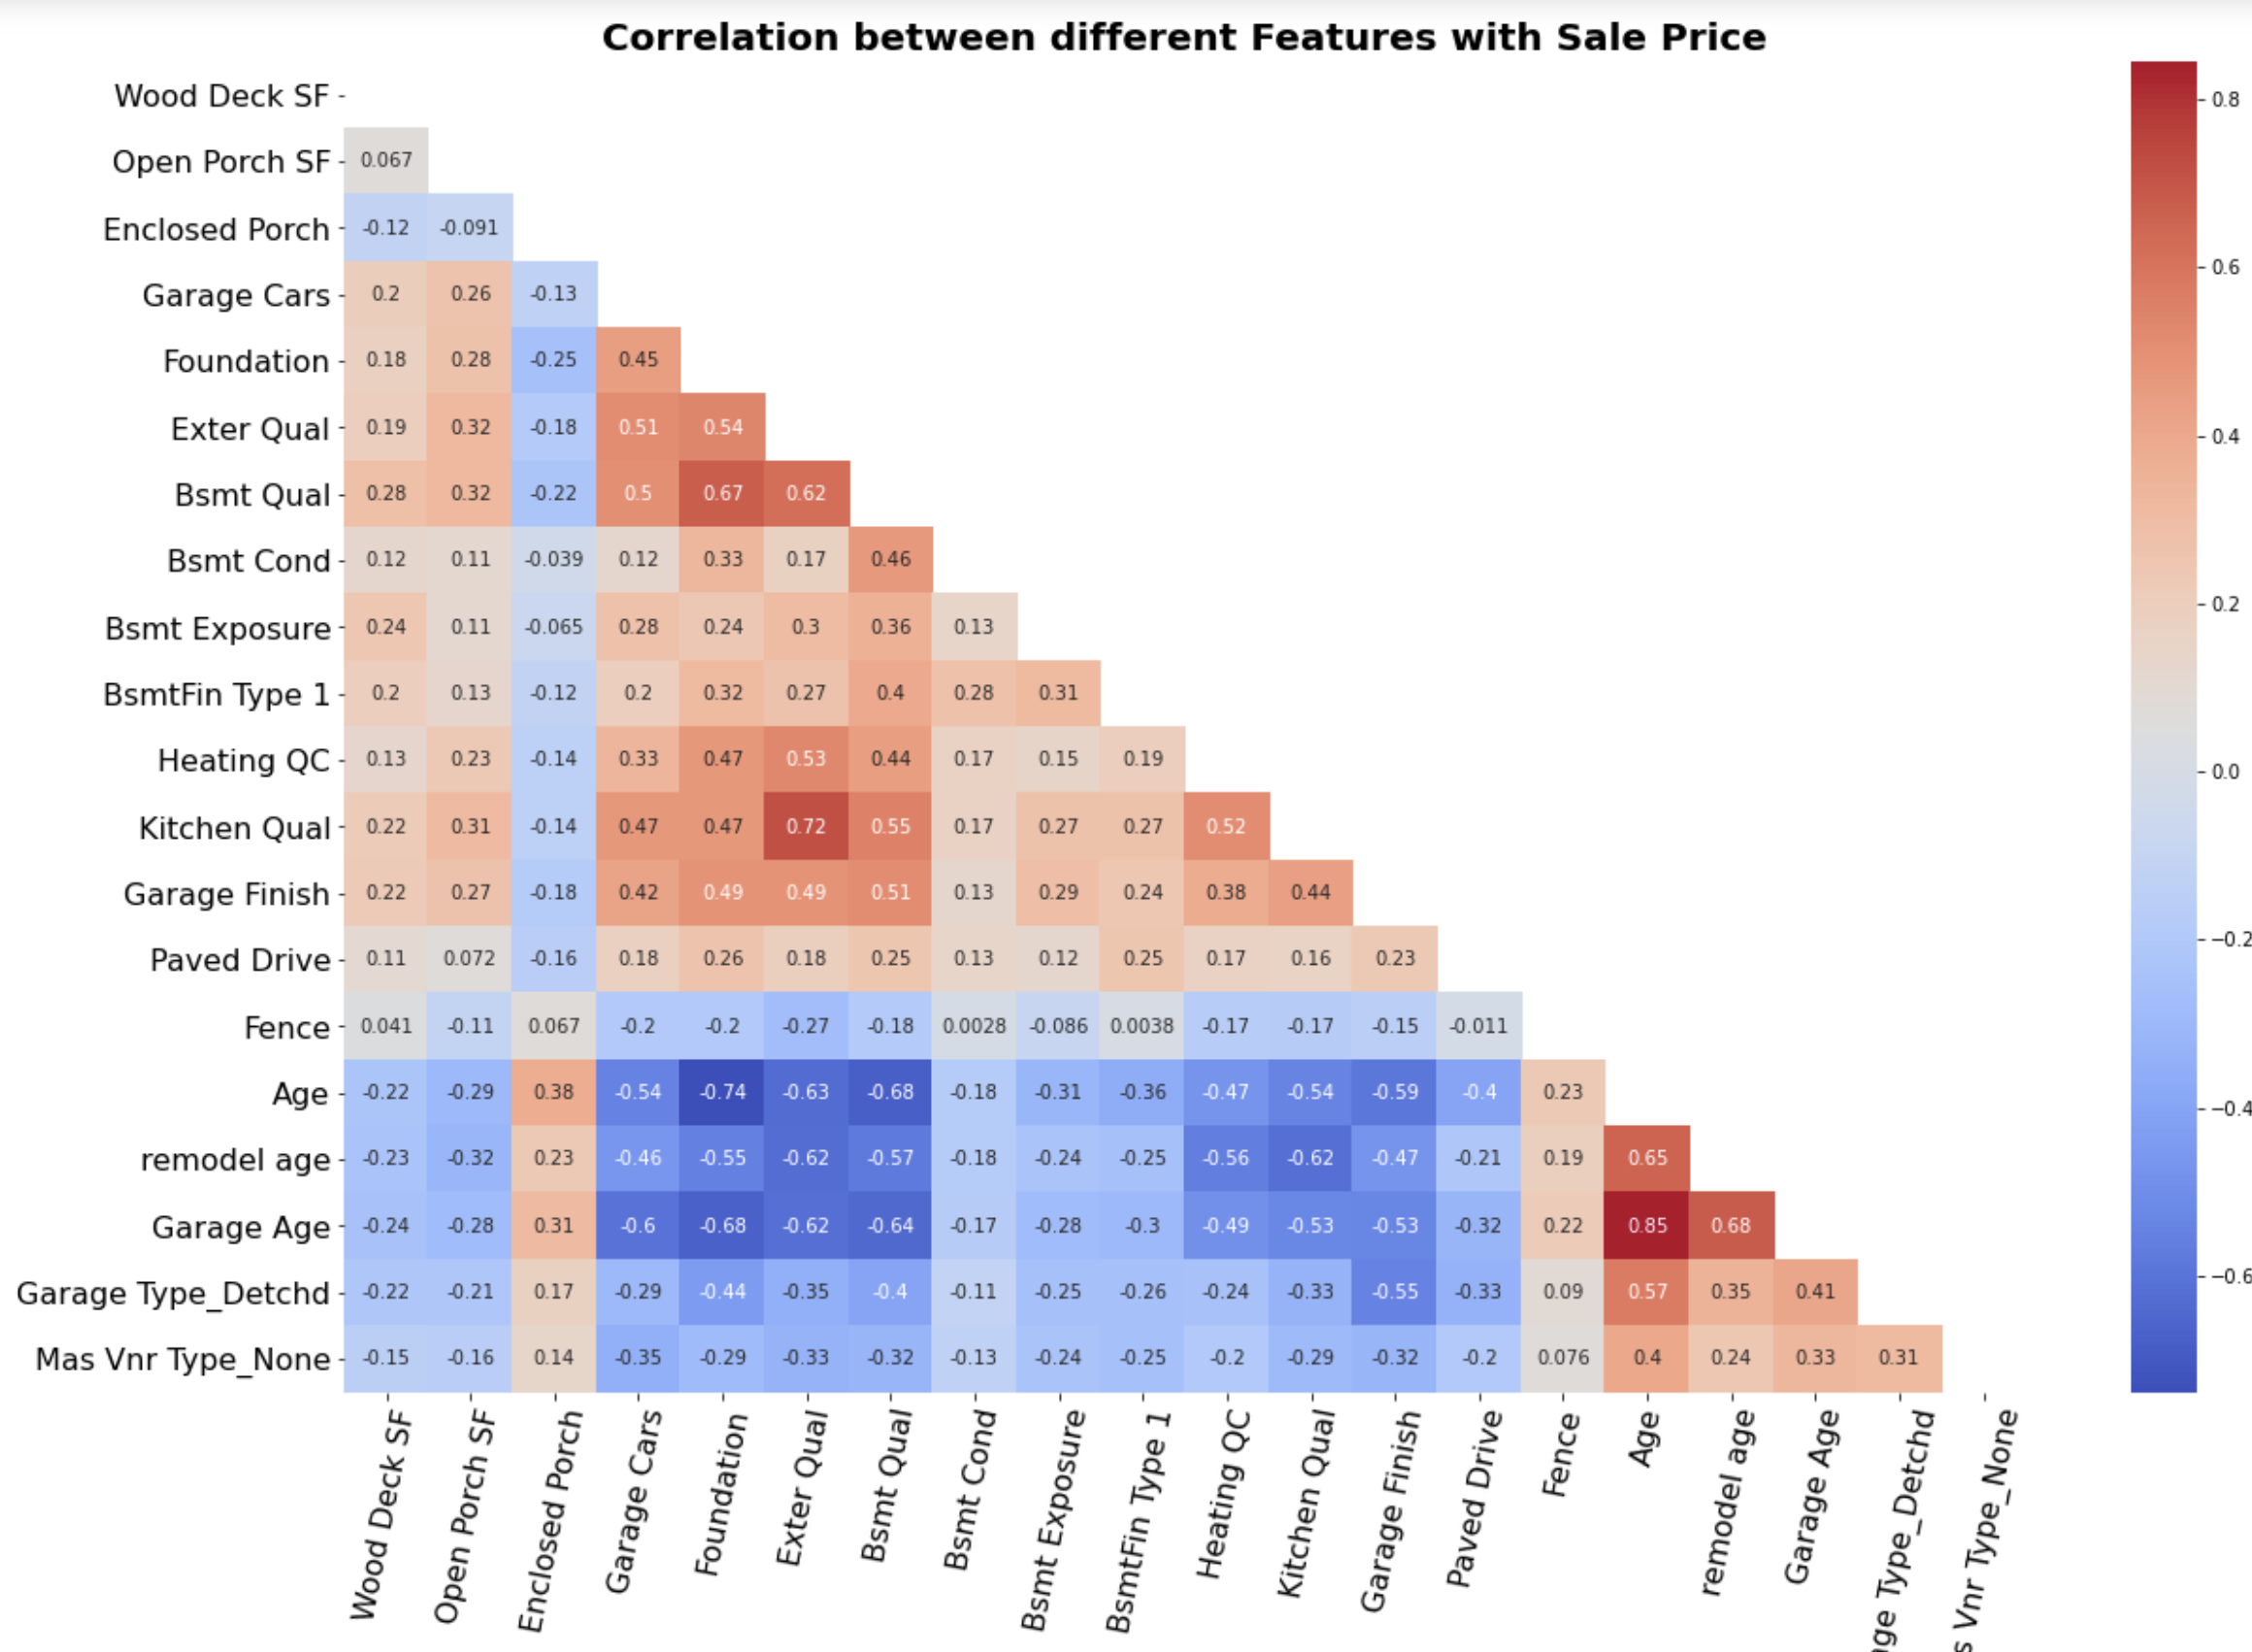 Correlation between different Features with Sale Price
Wood Deck SF
Open Porch SF 0.067
Enclosed Porch -0.12 -0.091
Garage Cars 0.2 0.26 -0.13
Foundation 0.18 0.28 -0.25 0.45
Exter Qual 0.19 0.32 -0.18 0.51 0.54
Bsmt Qual 0.28 0.32 -0.22 0.5 0.67 0.62
Bsmt Cond 0.12 0.11 -0.039 0.12 0.33 0.17 0.46
Bsmt Exposure 0.24 0.11 -0.065 0.28 0.24 0.3 0.36 0.13
BsmtFin Type 1 0.2 0.13 -0.12 0.2 0.32 0.27 0.4 0.28 0.31
Heating QC 0.13 0.23 -0.14 0.33 0.47 0.53 0.44 0.17 0.15 0.19
Kitchen Qual 0.22 0.31 -0.14 0.47 0.47 0.72 0.55 0.17 0.27 0.27 0.52
Garage Finish 0.22 0.27 -0.18 0.42 0.49 0.49 0.51 0.13 0.29 0.24 0.38 0.44
Paved Drive 0.11 0.072 -0.16 0.18 0.26 0.18 0.25 0.13 0.12 0.25 0.17 0.16 0.23
Fence 0.041 -0.11 0.067 -0.2 -0.2 -0.27 -0.18 0.0028 -0.086 0.0038 -0.17 -0.17 -0.15 -0.011
Age -0.22 -0.29 0.38 -0.54 -0.74 -0.63 -0.68 -0.18 -0.31 -0.36 -0.47 -0.54 -0.59 -0.4 0.23
remodel age -0.23 -0.32 0.23 -0.46 -0.55 -0.62 -0.57 -0.18 -0.24 -0.25 -0.56 -0.62 -0.47 -0.21 0.19 0.65
Garage Age -0.24 -0.28 0.31 -0.6 -0.68 -0.62 -0.64 -0.17 -0.28 -0.3 -0.49 -0.53 -0.53 -0.32 0.22 0.85 0.68
Garage Type_Detchd -0.22 -0.21 0.17 -0.29 -0.44 -0.35 -0.4 -0.11 -0.25 -0.26 -0.24 -0.33 -0.55 -0.33 0.09 0.57 0.35 0.41
Mas Vnr Type_None -0.15 -0.16 0.14 -0.35 -0.29 -0.33 -0.32 -0.13 -0.24 -0.25 -0.2 -0.29 -0.32 -0.2 0.076 0.4 0.24 0.33 0.31
Wood Deck SF
Open Porch SF
Enclosed Porch
Garage Cars
Foundation
Exter Qual
Bsmt Qual
Bsmt Cond
Bsmt Exposure
BsmtFin Type 1
Heating QC
Kitchen Qual
Garage Finish
Paved Drive
Fence
Age
remodel age
Garage Age
ge Type_Detchd
s Vnr Type_None
0.8
0.6
0.4
0.2
0.0
−0.2
−0.4
−0.6